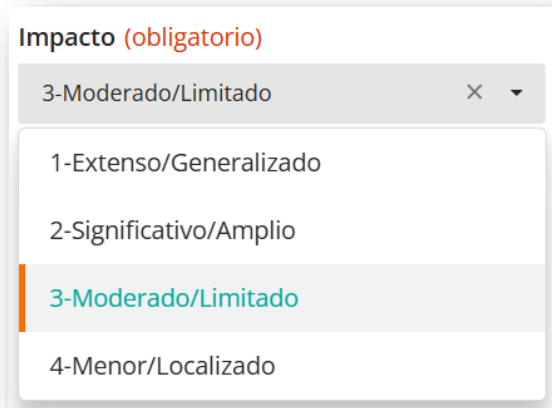 Impacto (obligatorio)
3-Moderado/Limitado
1-Extenso/Generalizado
2-Significativo/Amplio
3-Moderado/Limitado
4-Menor/Localizado